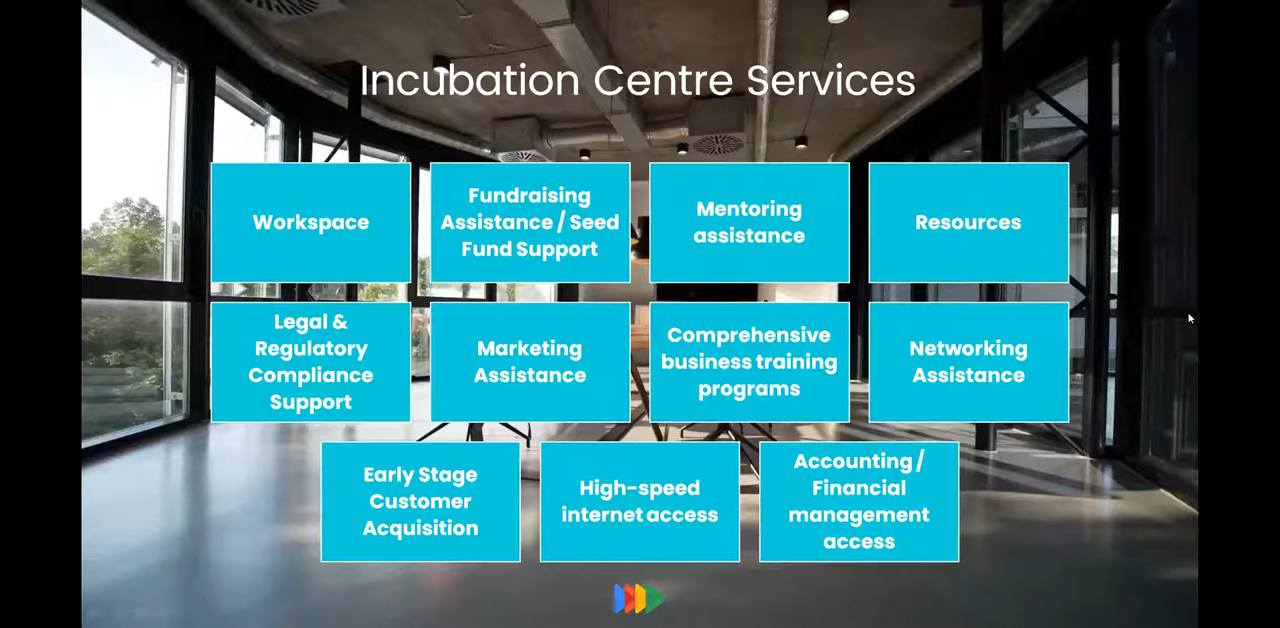 Incubation Centre Services
Workspace
Fundraising
Assistance / Seed
Fund Support
Mentoring
assistance
Resources
Legal &
Regulatory
Compliance
Support
Marketing
Assistance
Comprehensive
business training
programs
Networking
Assistance
Early Stage
Customer
Acquisition
High-speed
internet access
Accounting /
Financial
management
access